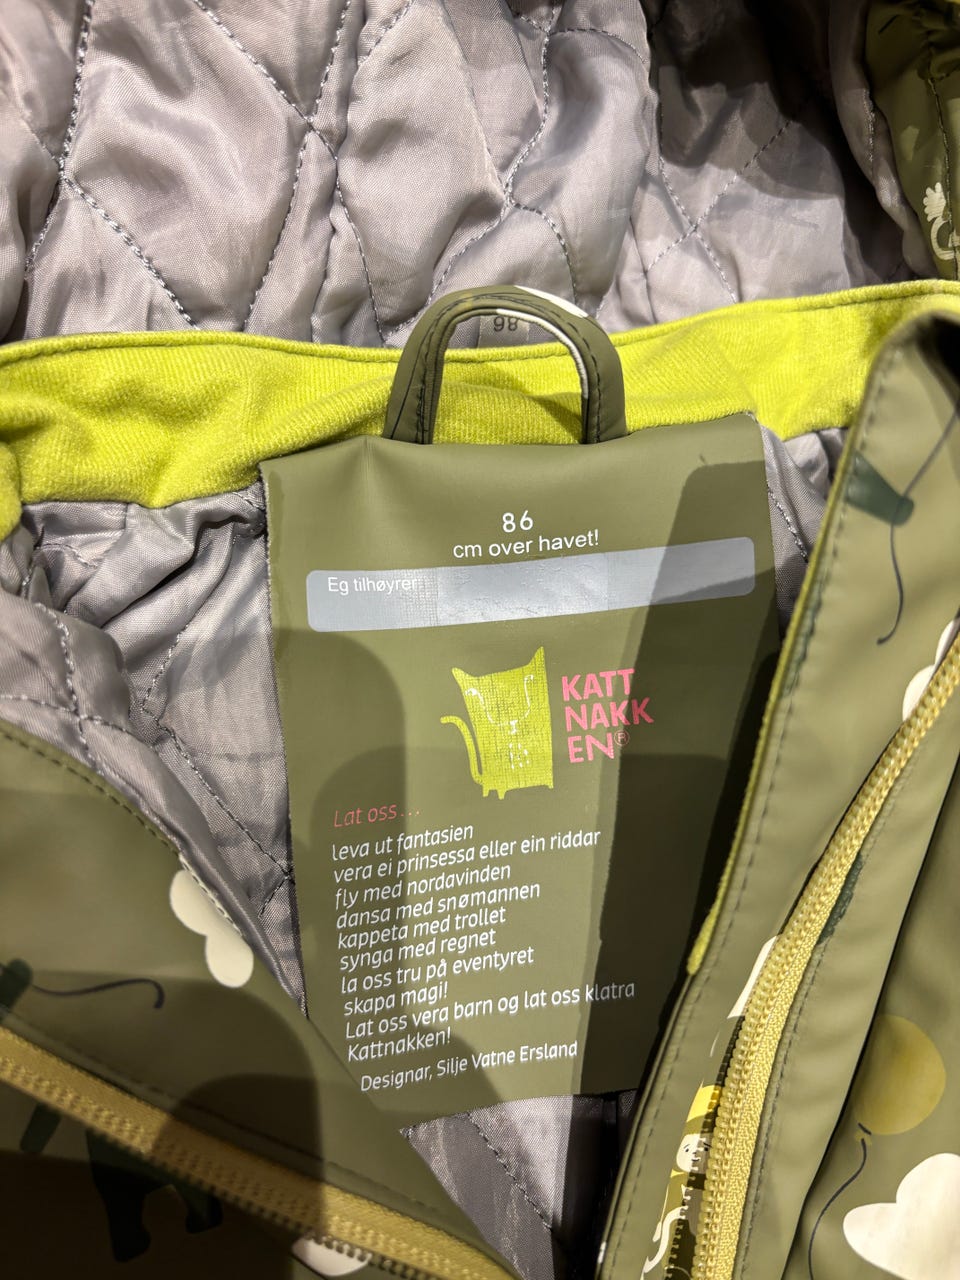 86
86
cm over havet!
Eg tilhøyrer:
KATT
NAKK
EN®
Lat oss...
leva ut fantasien
vera ei prinsessa eller ein riddar
fly med nordavinden
dansa med snømannen
kappeta med trollet
synga med regnet
la oss tru på eventyret
skapa magi!
Lat oss vera barn og lat oss klatra
Kattnakken!
Designar, Silje Vatne Ersland